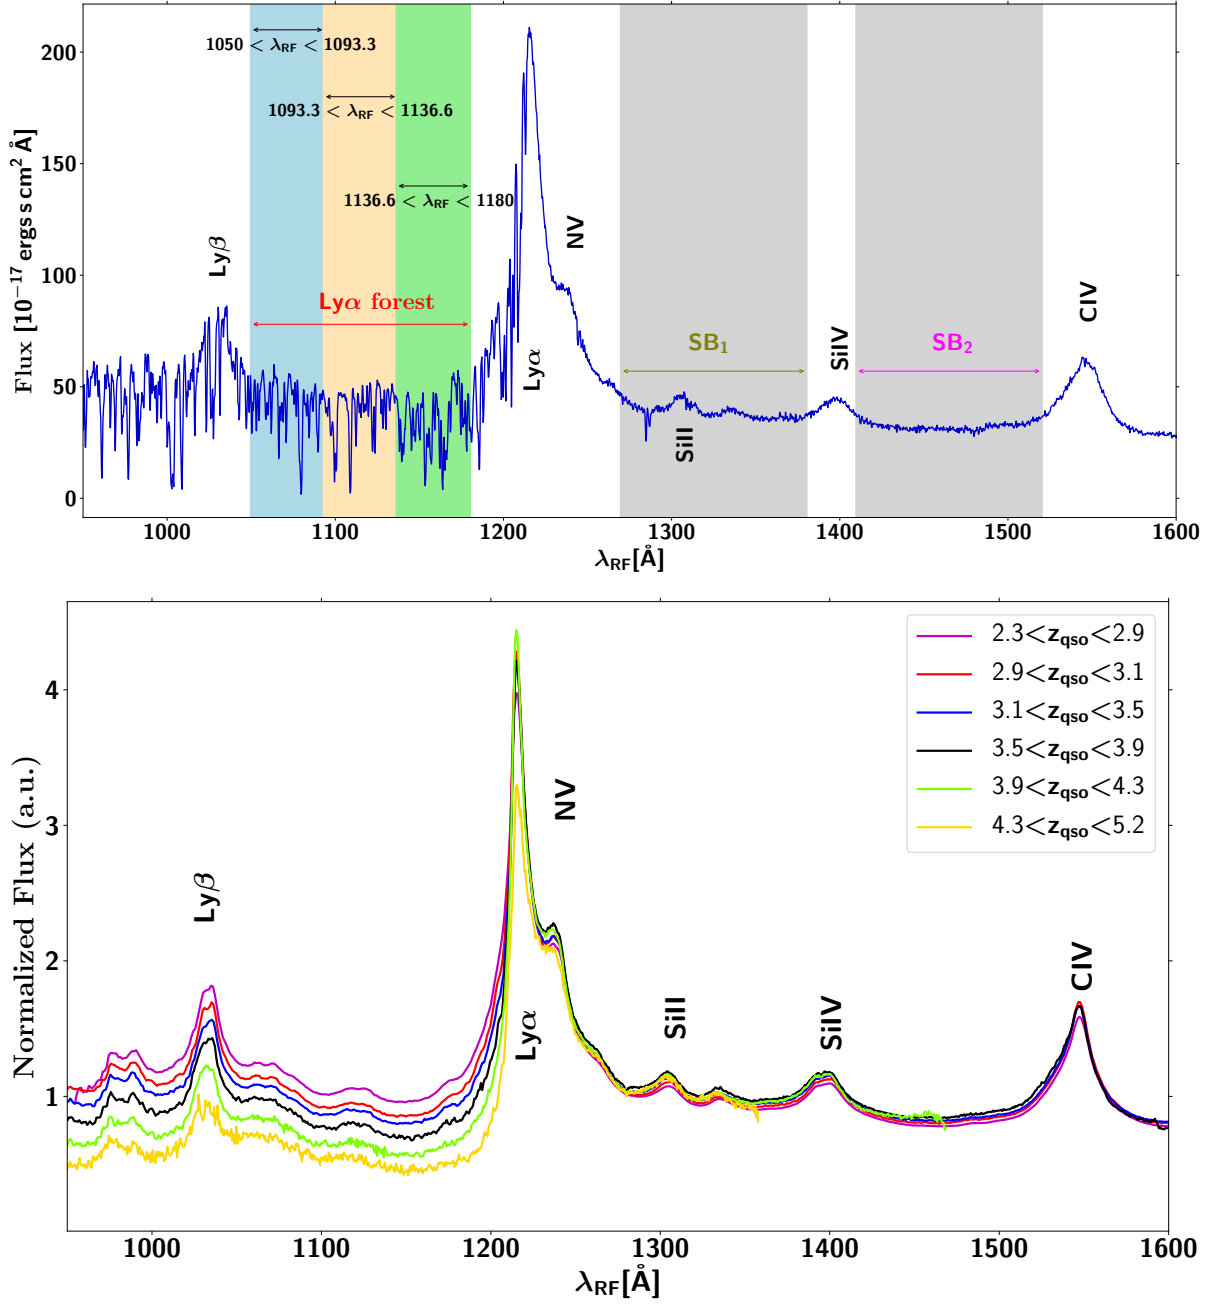 1050 < λRF < 1093.3
1093.3 < λRF < 1136.6
1136.6 < λRF < 1180
Lyβ
Lyα forest
Lyα
NV
SiII
SB1
SiIV
SB2
CIV
200
150
100
50
0
Flux [10⁻¹⁷ ergs s cm² Å]
1000 1100 1200 1300 1400 1500 1600
λRF[Å]
2.3<zqso<2.9
2.9<zqso<3.1
3.1<zqso<3.5
3.5<zqso<3.9
3.9<zqso<4.3
4.3<zqso<5.2
Lyβ
Lyα
NV
SiII
SiIV
CIV
4
3
2
1
Normalized Flux (a.u.)
1000 1100 1200 1300 1400 1500 1600
λRF[Å]